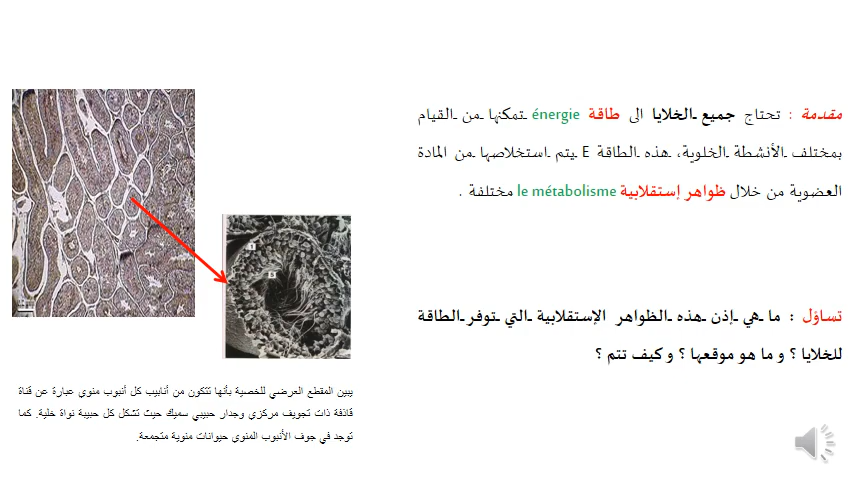 مقدمة : تحتاج جميع الخلايا الى طاقة énergie تمكنها من القيام
بمختلف الأنشطة الخلوية، هذه الطاقة E يتم استخلاصها من المادة
العضوية من خلال ظواهر إستقلابية le métabolisme مختلفة .
تساؤل : ما هي إذن هذه الظواهر الإستقلابية التي توفر الطاقة
للخلايا ؟ و ما هو موقعها ؟ و كيف تتم ؟
يبين المقطع العرضي للخصية بأنها تتكون من أنابيب كل أنبوب منوي عبارة عن قناة
قاذفة ذات تجويف مركزي وجدار حبيبي سميك حيث تشكل كل حبيبة نواة خلية. كما
توجد في جوف الأنبوب المنوي حيوانات منوية متجمعة.